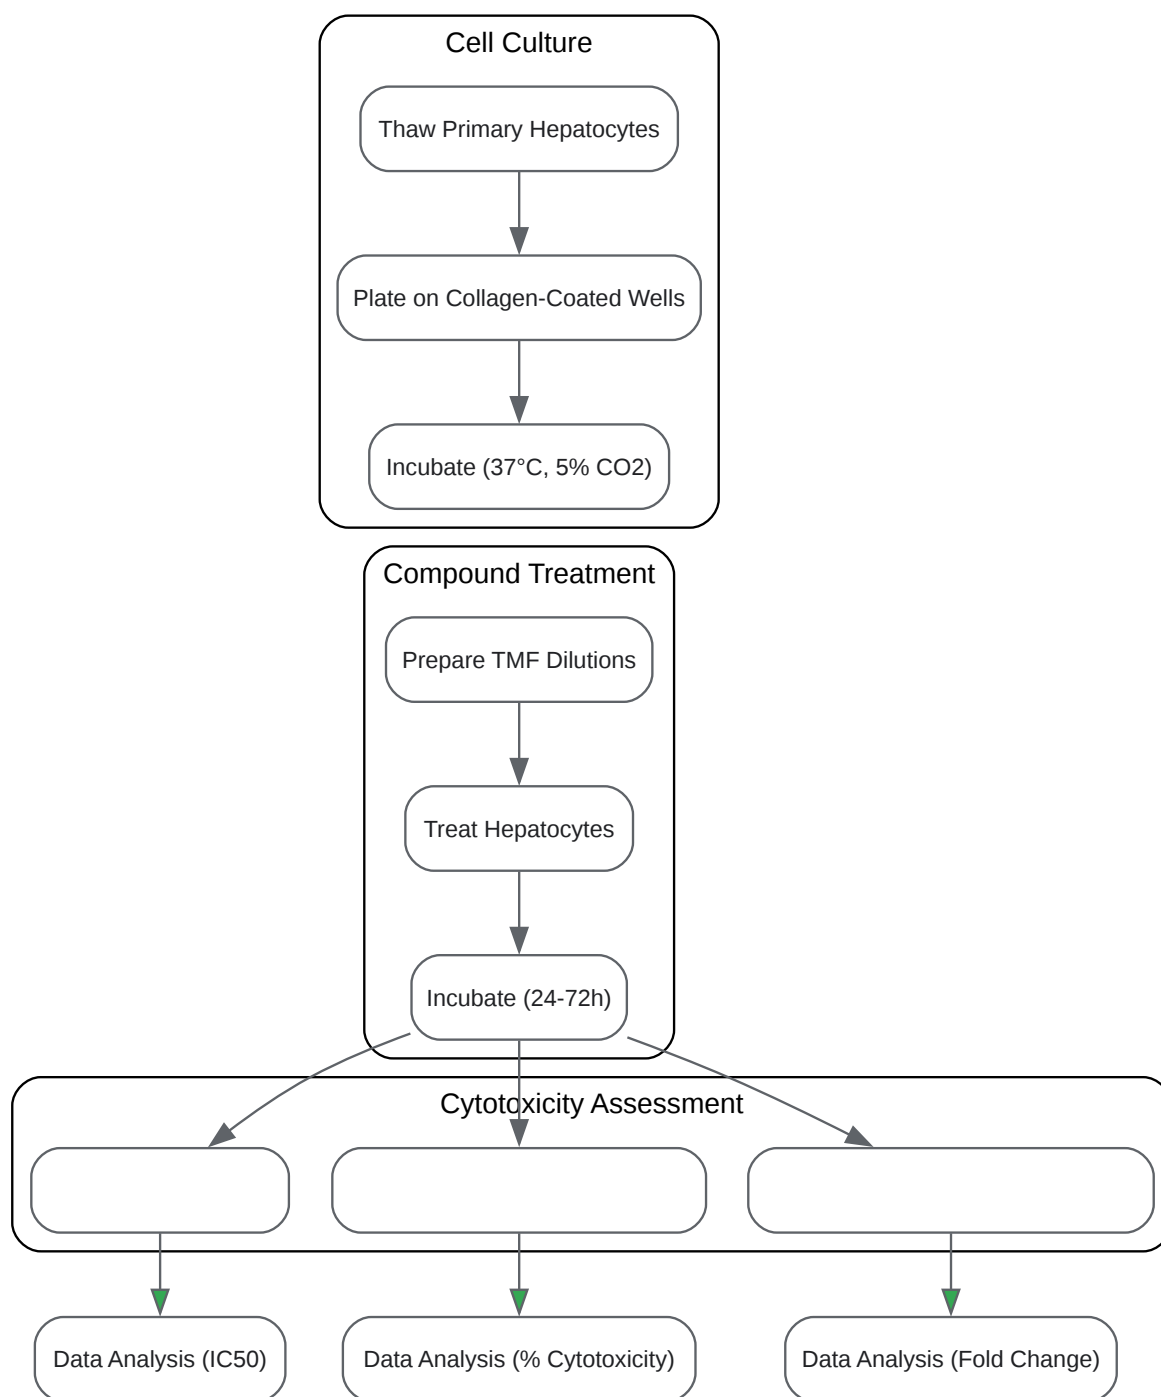 Cell Culture
Thaw Primary Hepatocytes
Plate on Collagen-Coated Wells
Incubate (37°C, 5% CO2)
Compound Treatment
Prepare TMF Dilutions
Treat Hepatocytes
Incubate (24-72h)
Cytotoxicity Assessment
Data Analysis (IC50)
Data Analysis (% Cytotoxicity)
Data Analysis (Fold Change)